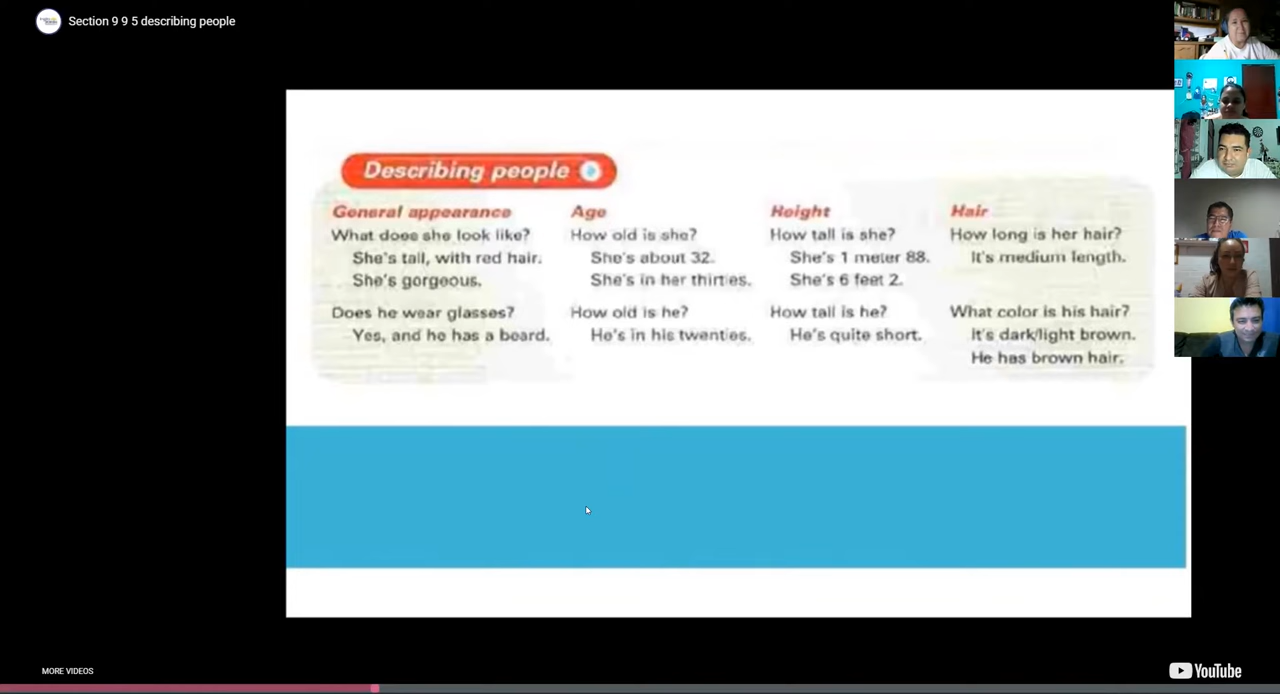 Section 9 9 5 describing people
Describing people
General appearance
What does she look like?
She's tall, with red hair.
She's gorgeous.
Does he wear glasses?
Yes, and he has a beard.
Age
How old is she?
She's about 32.
She's in her thirties.
How old is he?
He's in his twenties.
Height
How tall is she?
She's 1 meter 88.
She's 6 feet 2.
How tall is he?
He's quite short.
Hair
How long is her hair?
It's medium length.
What color is his hair?
It's dark/light brown.
He has brown hair.
MORE VIDEOS
YouTube